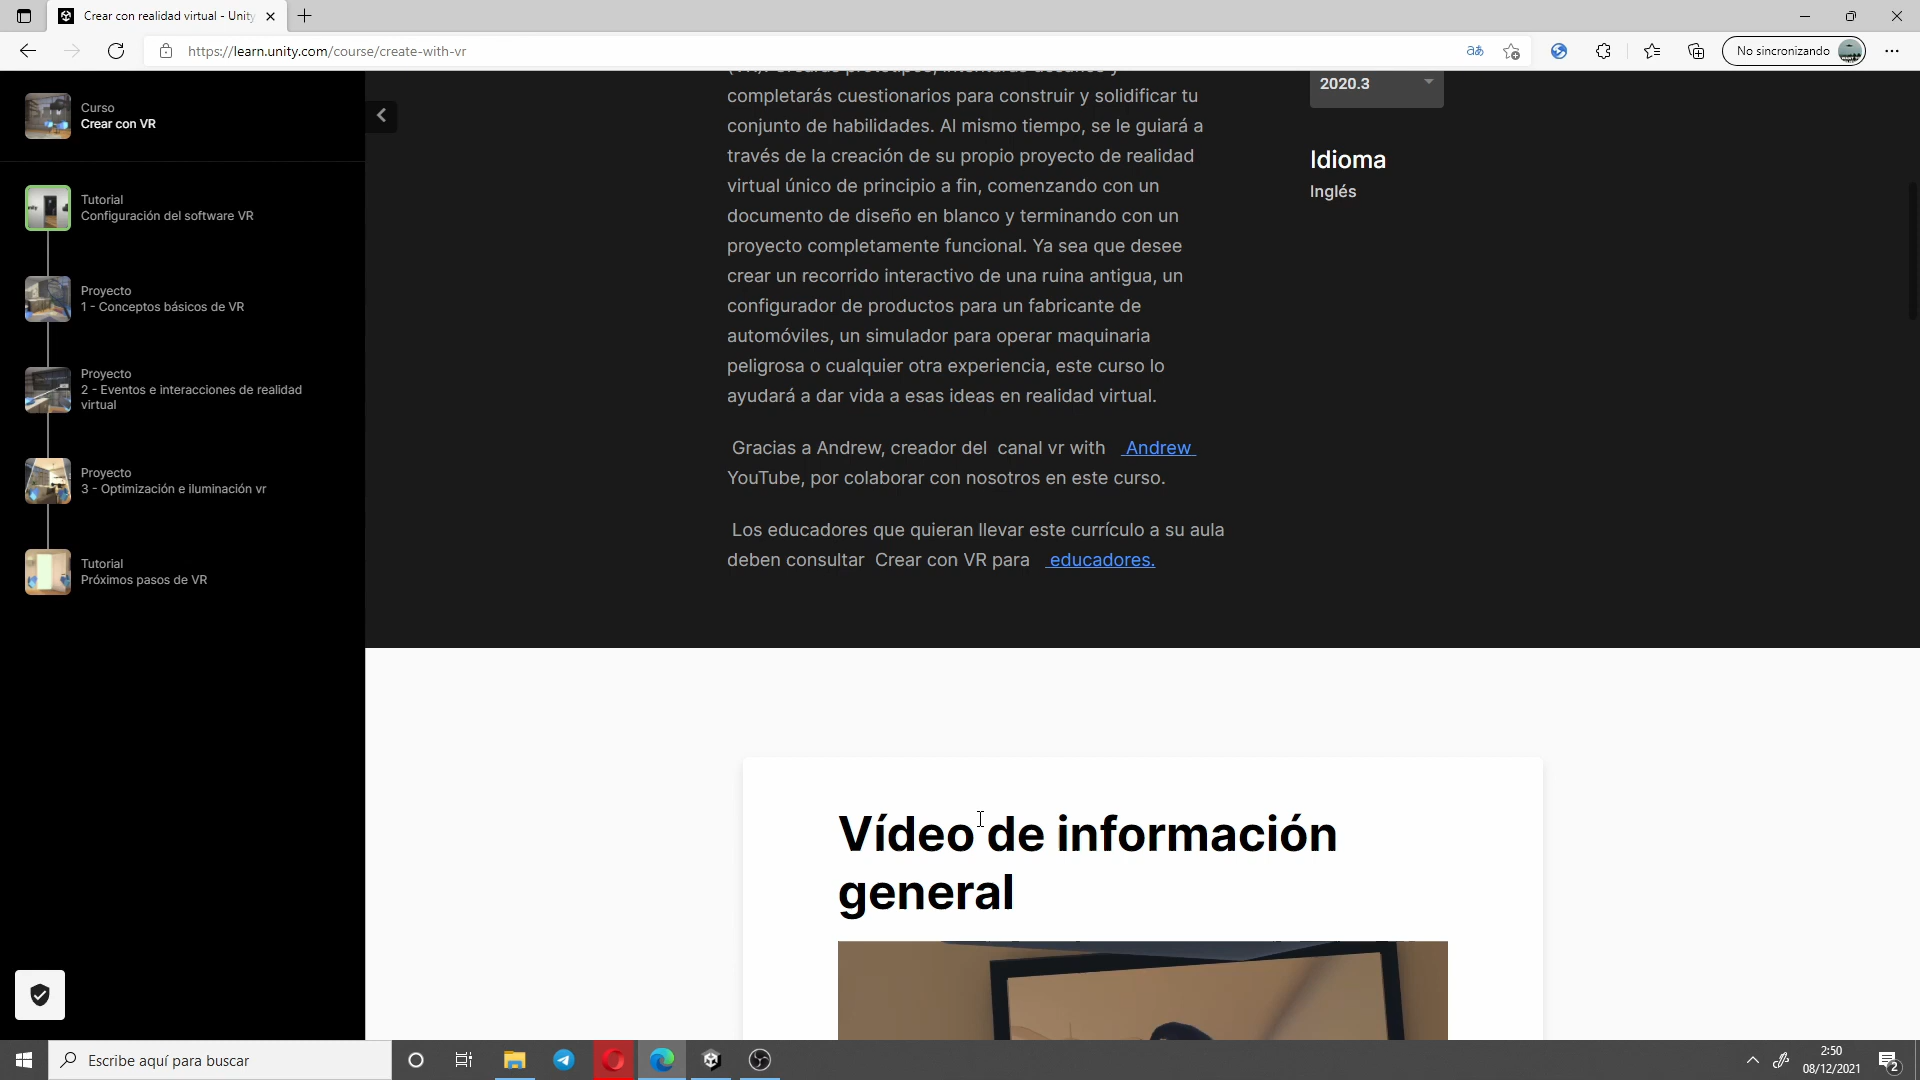 Crear con realidad virtual - Unity
https://learn.unity.com/course/create-with-vr
aあ
No sincronizando
Curso
Crear con VR
Tutorial
Configuración del software VR
Proyecto
1 - Conceptos básicos de VR
Proyecto
2 - Eventos e interacciones de realidad
virtual
Proyecto
3 - Optimización e iluminación vr
Tutorial
Próximos pasos de VR
(VR). Crearás prototipos, intentarás desafíos y
completarás cuestionarios para construir y solidificar tu
conjunto de habilidades. Al mismo tiempo, se le guiará a
través de la creación de su propio proyecto de realidad
virtual único de principio a fin, comenzando con un
documento de diseño en blanco y terminando con un
proyecto completamente funcional. Ya sea que desee
crear un recorrido interactivo de una ruina antigua, un
configurador de productos para un fabricante de
automóviles, un simulador para operar maquinaria
peligrosa o cualquier otra experiencia, este curso lo
ayudará a dar vida a esas ideas en realidad virtual.
Gracias a Andrew, creador del canal vr with Andrew
YouTube, por colaborar con nosotros en este curso.
Los educadores que quieran llevar este currículo a su aula
deben consultar Crear con VR para educadores.
2020.3
Idioma
Inglés
Vídeo de información
general
Escribe aquí para buscar
2:50
08/12/2021
2